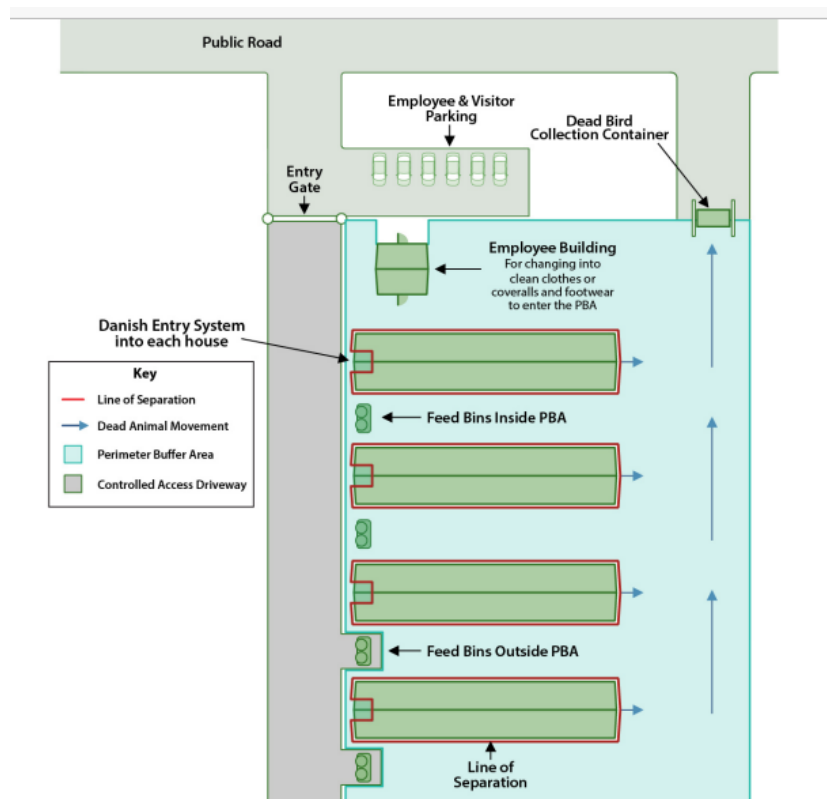 Public Road
Employee & Visitor
Parking
Dead Bird
Collection Container
Entry
Gate
Employee Building
For changing into
clean clothes or
coveralls and footwear
to enter the PBA
Danish Entry System
into each house
Key
Line of Separation
Dead Animal Movement
Perimeter Buffer Area
Controlled Access Driveway
Feed Bins Inside PBA
Feed Bins Outside PBA
Line of
Separation